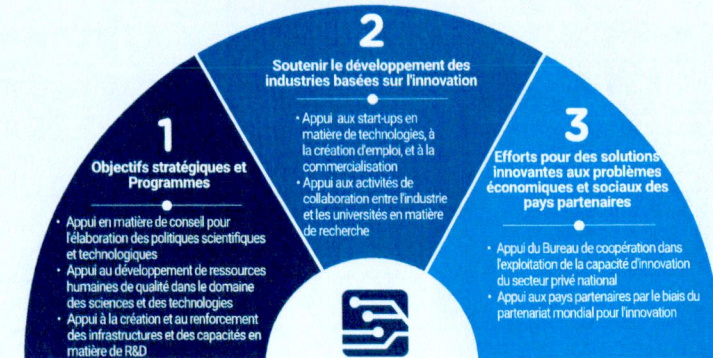 1
Objectifs stratégiques et
Programmes
• Appui en matière de conseil pour
l'élaboration des politiques scientifiques
et technologiques
• Appui au développement de ressources
humaines de qualité dans le domaine
des sciences et des technologies
• Appui à la création et au renforcement
des infrastructures et des capacités en
matière de R&D
2
Soutenir le développement des
industries basées sur l'innovation
• Appui aux start-ups en
matière de technologies, à
la création d'emploi, et à la
commercialisation
• Appui aux activités de
collaboration entre l'industrie
et les universités en matière
de recherche
3
Efforts pour des solutions
innovantes aux problèmes
économiques et sociaux des
pays partenaires
• Appui du Bureau de coopération dans
l'exploitation de la capacité d'innovation
du secteur privé national
• Appui aux pays partenaires par le biais du
partenariat mondial pour l'innovation